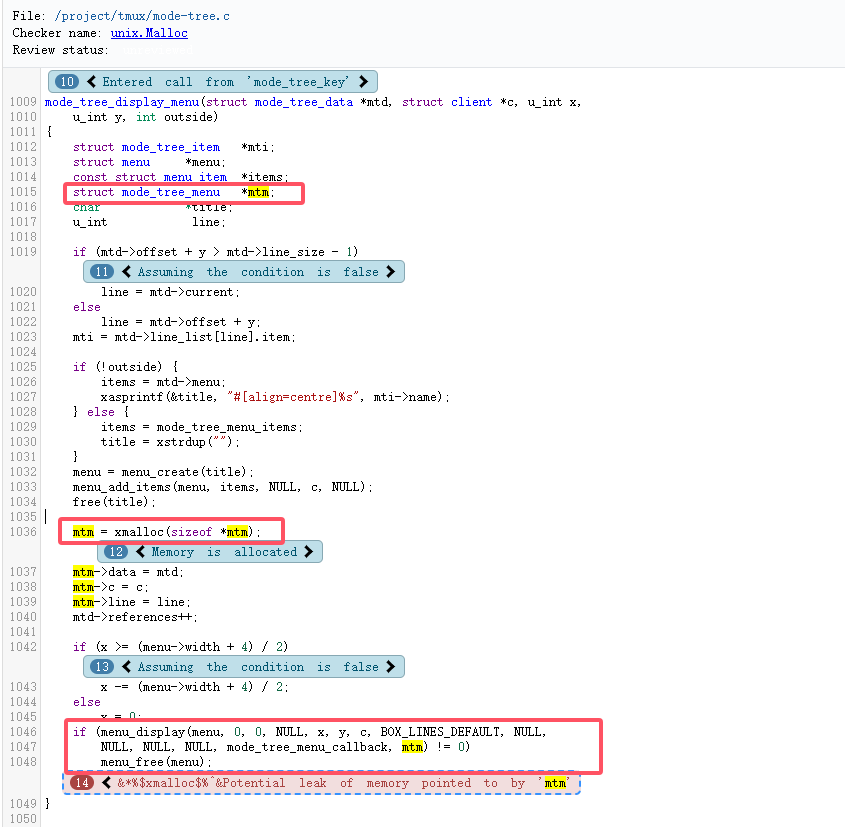 File: /project/tmux/mode-tree.c
Checker name: unix.Malloc
Review status:
10 Entered call from 'mode_tree_key'
1009 mode_tree_display_menu(struct mode_tree_data *mtd, struct client *c, u_int x,
1010 u_int y, int outside)
1011 {
1012 struct mode_tree_item *mti;
1013 struct menu *menu;
1014 const struct menu_item *items;
1015 struct mode_tree_menu *mtm;
1016 char *title;
1017 u_int line;
1018
1019 if (mtd->offset + y > mtd->line_size - 1)
11 Assuming the condition is false
1020 line = mtd->current;
1021 else
1022 line = mtd->offset + y;
1023 mti = mtd->line_list[line].item;
1024
1025 if (!outside) {
1026 items = mtd->menu;
1027 xasprintf(&title, "#[align=centre]%s", mti->name);
1028 } else {
1029 items = mode_tree_menu_items;
1030 title = xstrdup("");
1031 }
1032 menu = menu_create(title);
1033 menu_add_items(menu, items, NULL, c, NULL);
1034 free(title);
1035
1036 mtm = xmalloc(sizeof *mtm);
12 Memory is allocated
1037 mtm->data = mtd;
1038 mtm->c = c;
1039 mtm->line = line;
1040 mtd->references++;
1041
1042 if (x >= (menu->width + 4) / 2)
13 Assuming the condition is false
1043 x -= (menu->width + 4) / 2;
1044 else
1045 x = 0;
1046 if (menu_display(menu, 0, 0, NULL, x, y, c, BOX_LINES_DEFAULT, NULL,
1047 NULL, NULL, NULL, mode_tree_menu_callback, mtm) != 0)
1048 menu_free(menu);
14 &*%$xmalloc$%^&Potential leak of memory pointed to by 'mtm'
1049 }
1050